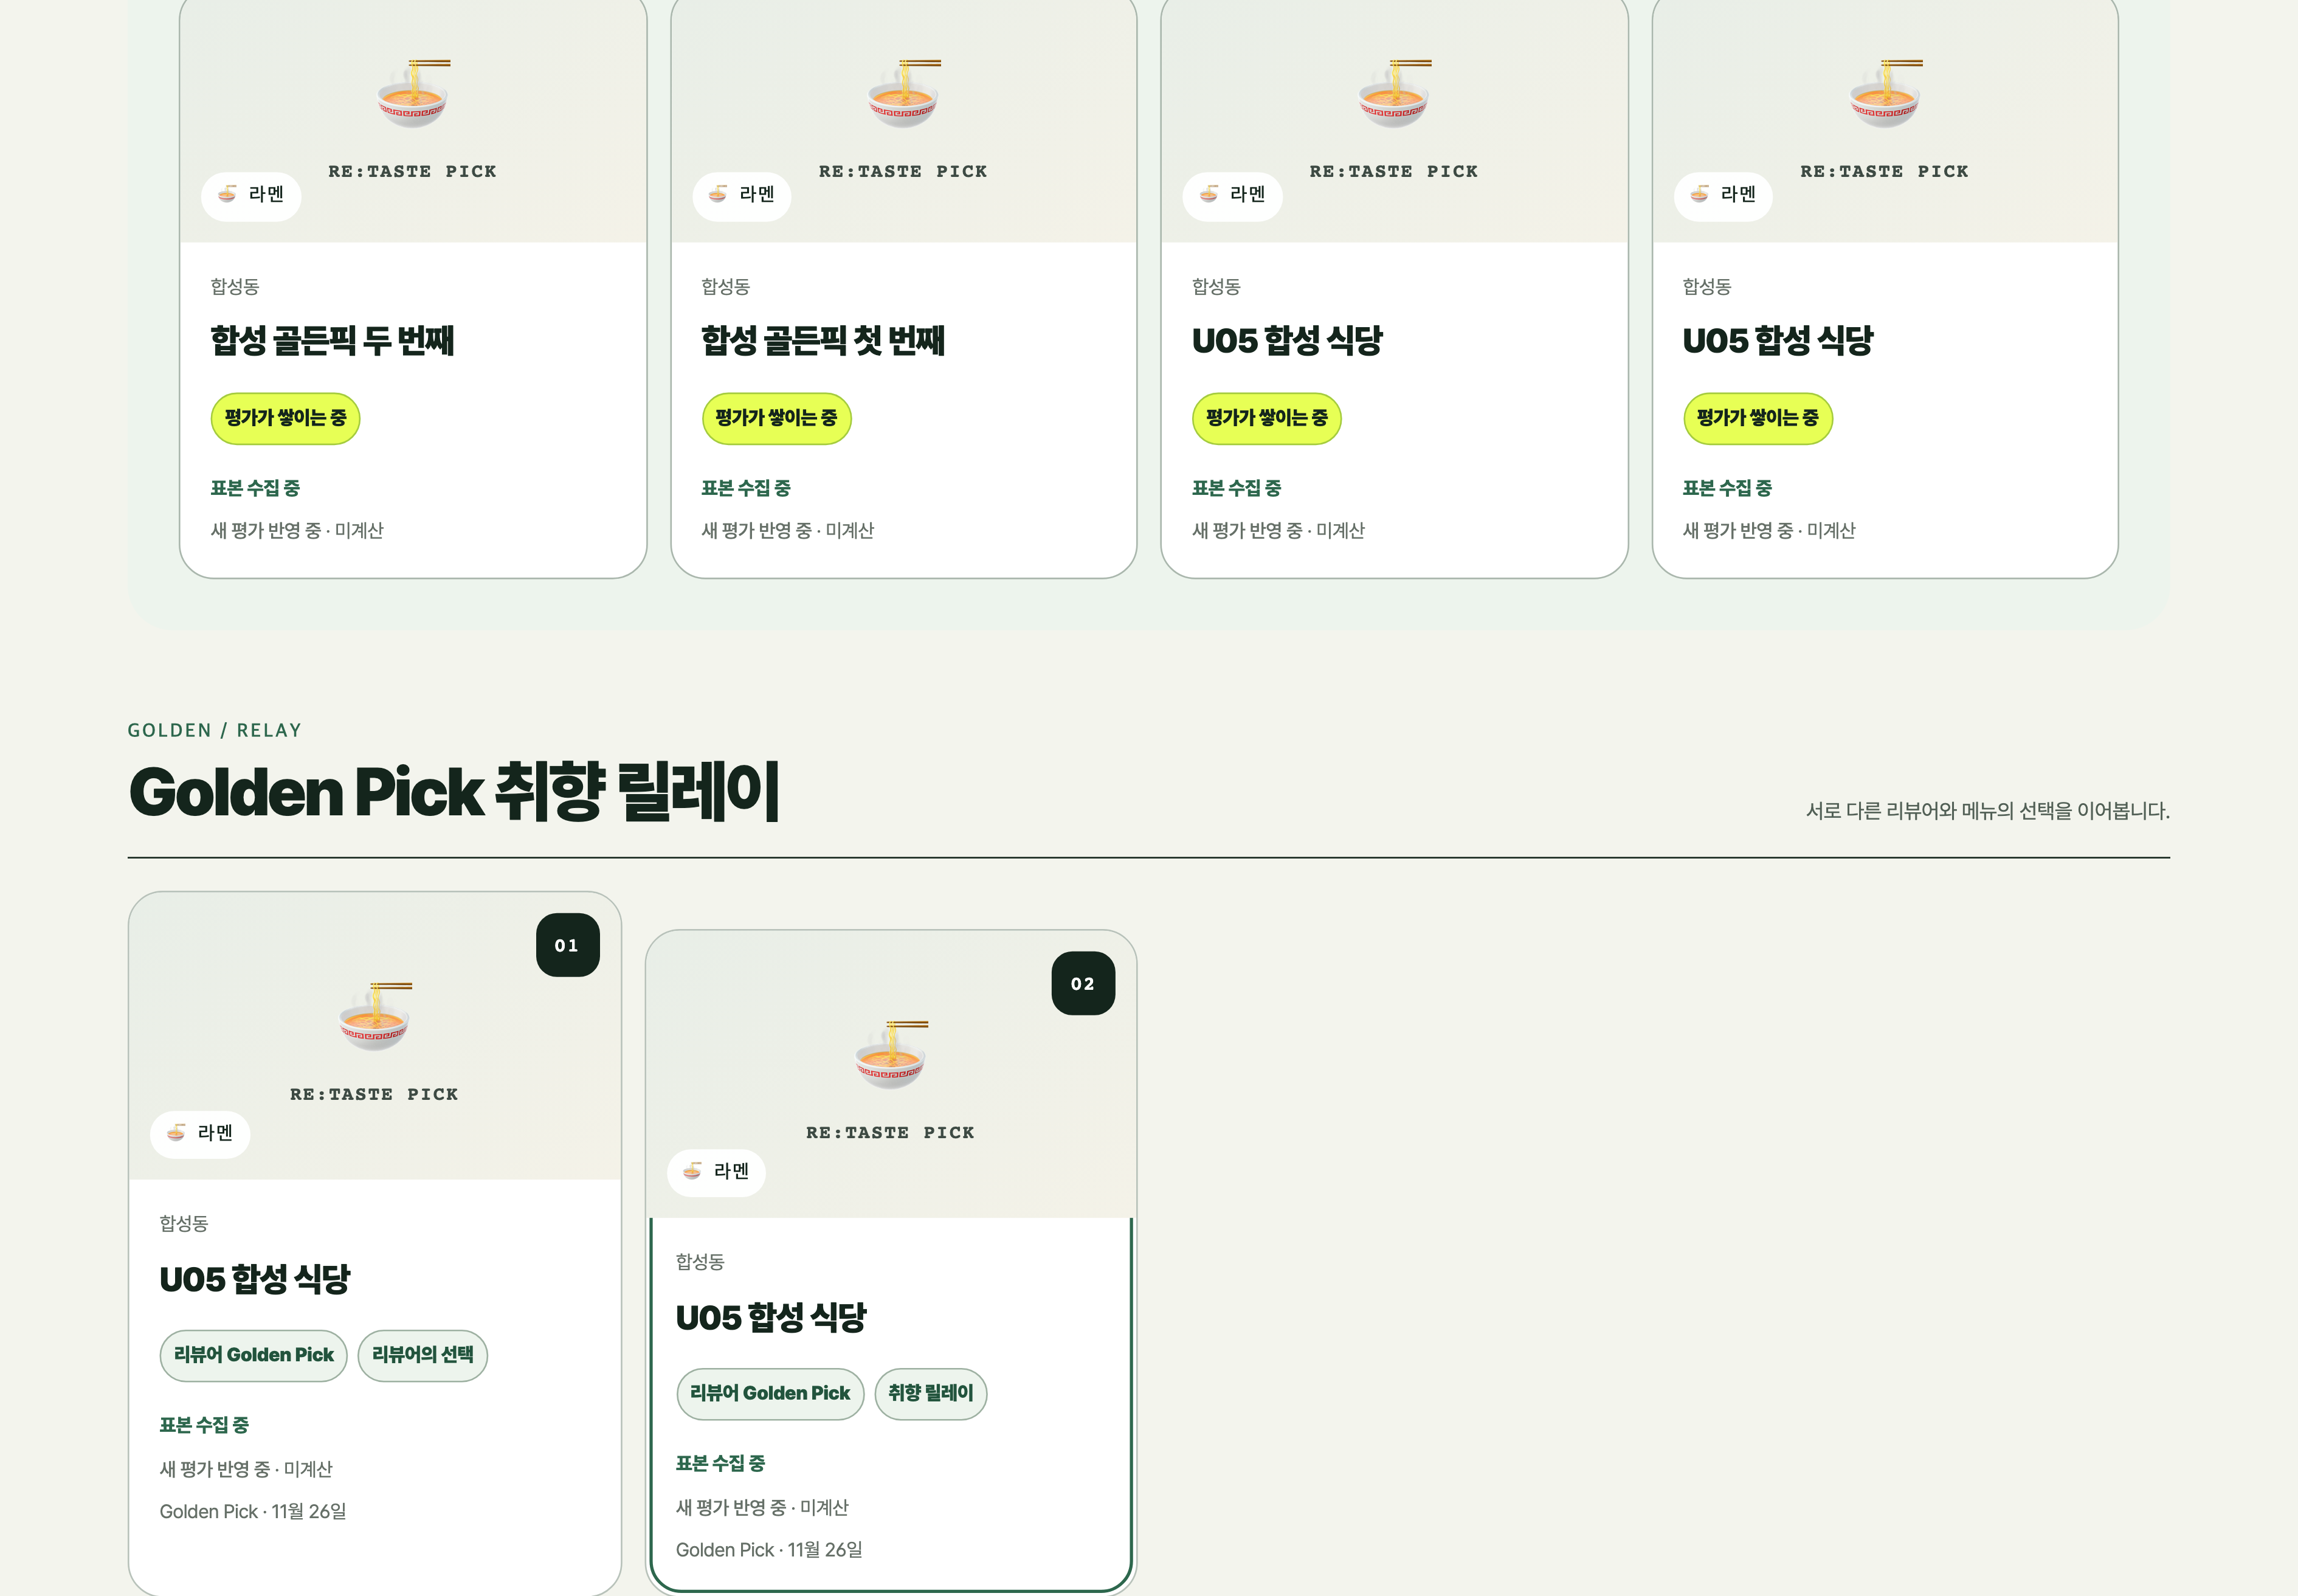 RE:TASTE PICK
라멘
합성동
합성 골든픽 두 번째
평가가 쌓이는 중
표본 수집 중
새 평가 반영 중 · 미계산
RE:TASTE PICK
라멘
합성동
합성 골든픽 첫 번째
평가가 쌓이는 중
표본 수집 중
새 평가 반영 중 · 미계산
RE:TASTE PICK
라멘
합성동
U05 합성 식당
평가가 쌓이는 중
표본 수집 중
새 평가 반영 중 · 미계산
RE:TASTE PICK
라멘
합성동
U05 합성 식당
평가가 쌓이는 중
표본 수집 중
새 평가 반영 중 · 미계산
GOLDEN / RELAY
Golden Pick 취향 릴레이
서로 다른 리뷰어와 메뉴의 선택을 이어봅니다.
01
RE:TASTE PICK
라멘
합성동
U05 합성 식당
리뷰어 Golden Pick 리뷰어의 선택
표본 수집 중
새 평가 반영 중 · 미계산
Golden Pick · 11월 26일
02
RE:TASTE PICK
라멘
합성동
U05 합성 식당
리뷰어 Golden Pick 취향 릴레이
표본 수집 중
새 평가 반영 중 · 미계산
Golden Pick · 11월 26일